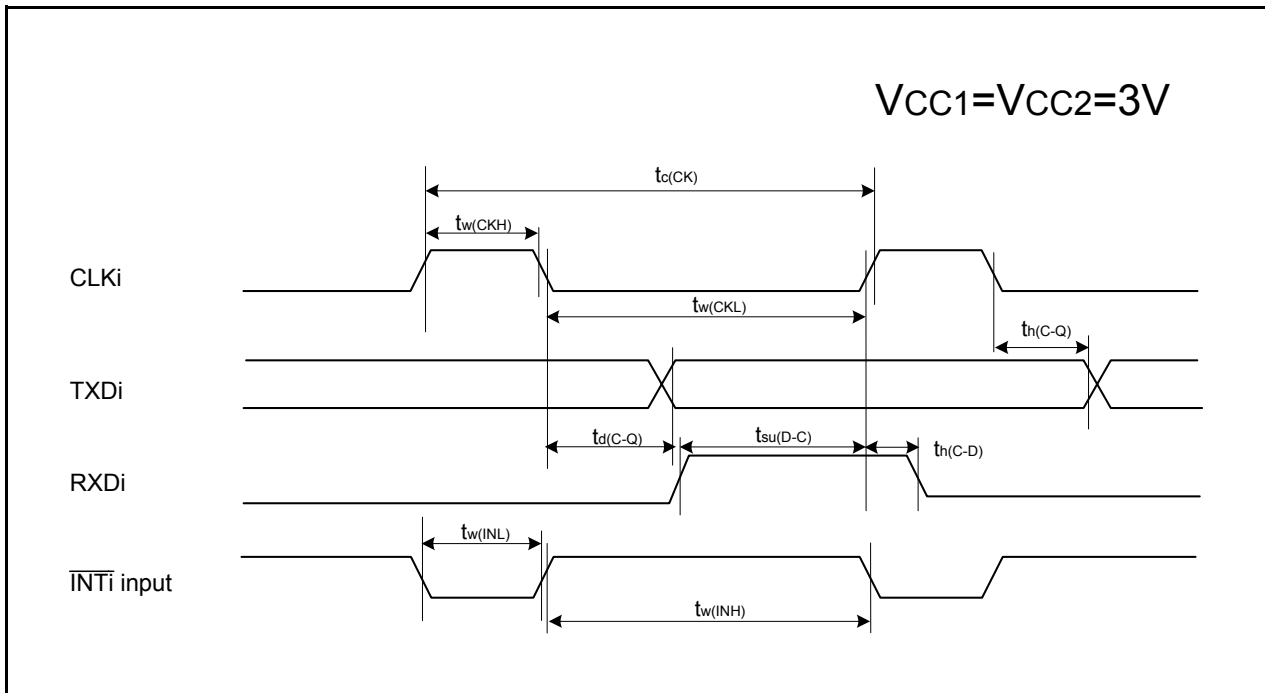 VCC1=VCC2=3V
tc(CK)
tw(CKH)
CLKi
tw(CKL)
th(C-Q)
TXDi
td(C-Q)
tsu(D-C)
th(C-D)
RXDi
tw(INL)
INTi input
tw(INH)